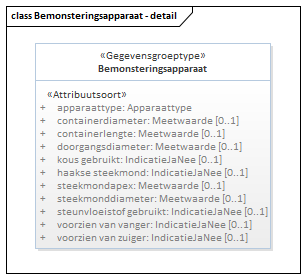 class Bemonsteringsapparaat - detail
«Gegevensgroeptype»
Bemonsteringsapparaat
«Attribuutsoort»
+ apparaattype: Apparaattype
+ containerdiameter: Meetwaarde [0..1]
+ containerlengte: Meetwaarde [0..1]
+ doorgangsdiameter: Meetwaarde [0..1]
+ kous gebruikt: IndicatieJaNee [0..1]
+ haakse steekmond: IndicatieJaNee [0..1]
+ steekmondapex: Meetwaarde [0..1]
+ steekmonddiameter: Meetwaarde [0..1]
+ steunvloeistof gebruikt: IndicatieJaNee [0..1]
+ voorzien van vanger: IndicatieJaNee [0..1]
+ voorzien van zuiger: IndicatieJaNee [0..1]